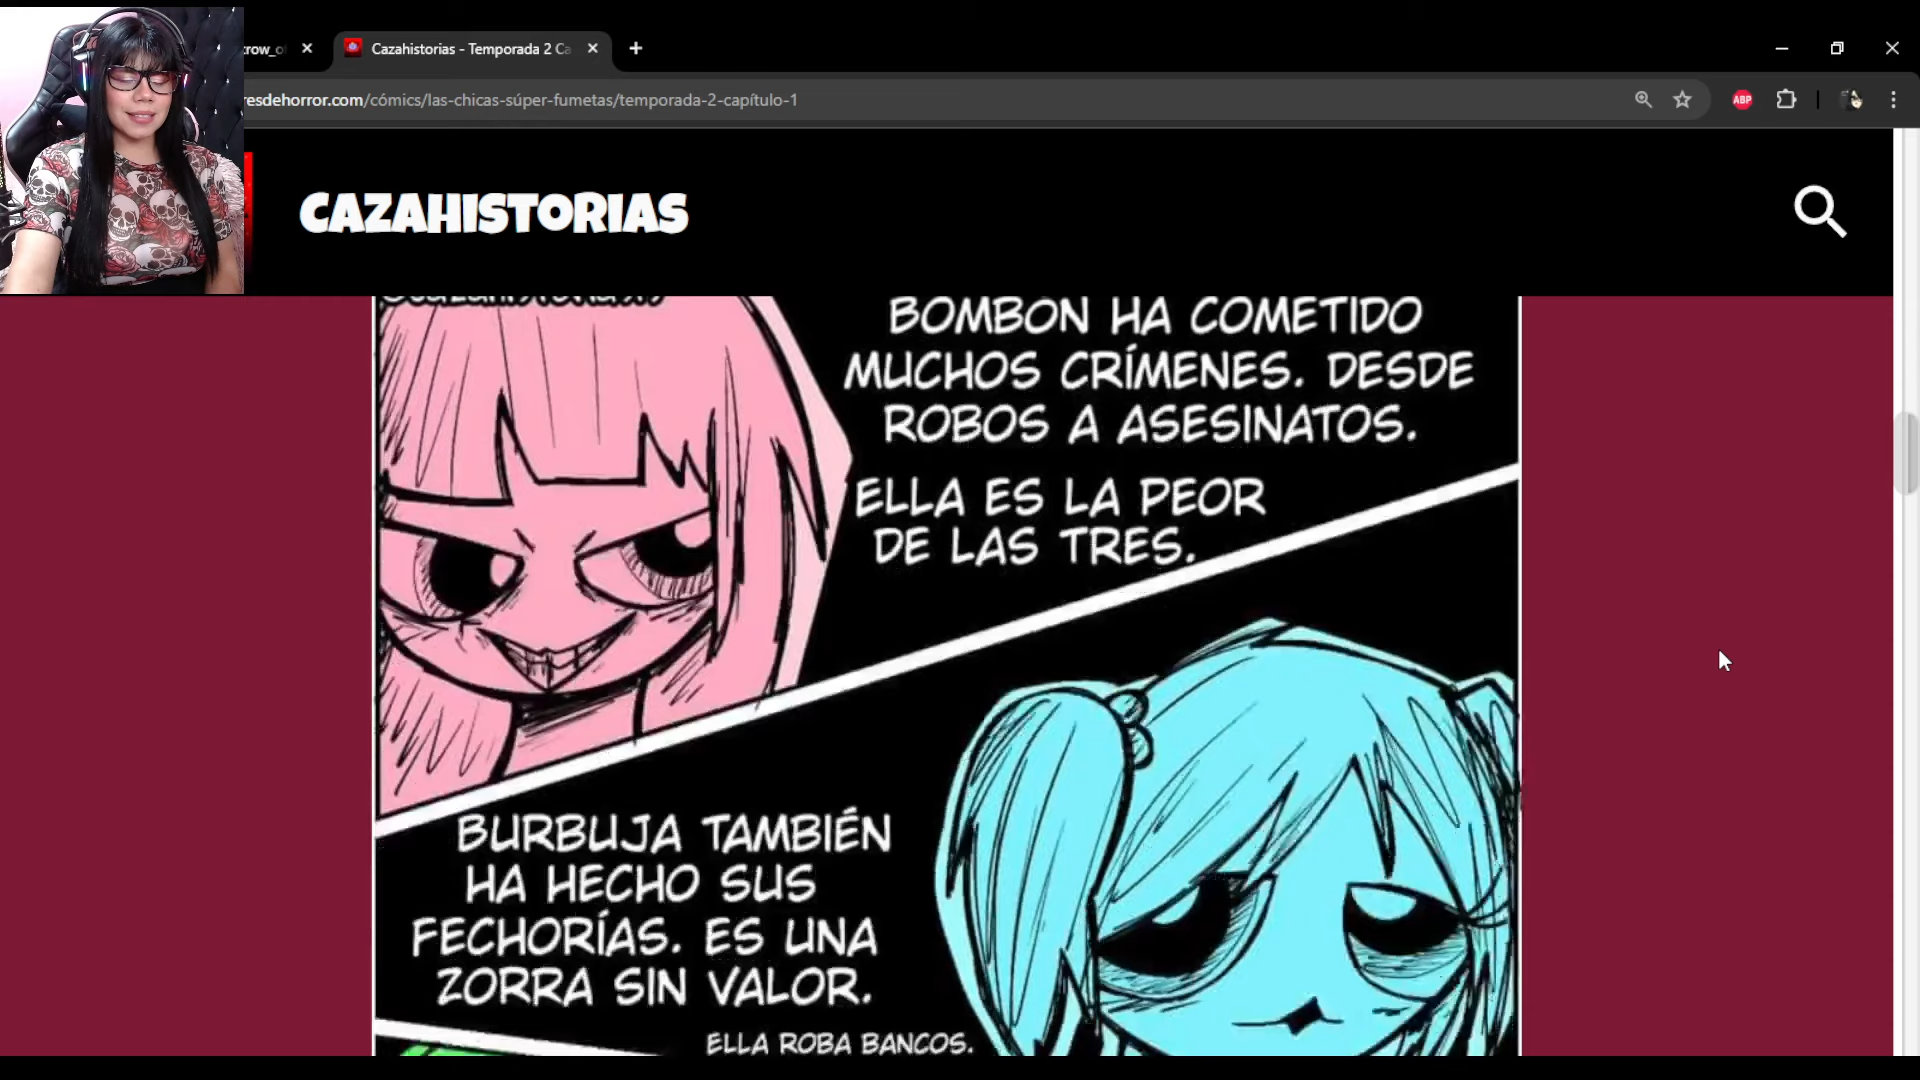 Cazahistorias - Temporada 2 Ca
esdehorror.com/cómics/las-chicas-súper-fumetas/temporada-2-capítulo-1
ABP
CAZAHISTORIAS
BOMBON HA COMETIDO
MUCHOS CRÍMENES. DESDE
ROBOS A ASESINATOS.
ELLA ES LA PEOR
DE LAS TRES.
BURBUJA TAMBIÉN
HA HECHO SUS
FECHORÍAS. ES UNA
ZORRA SIN VALOR.
ELLA ROBA BANCOS.